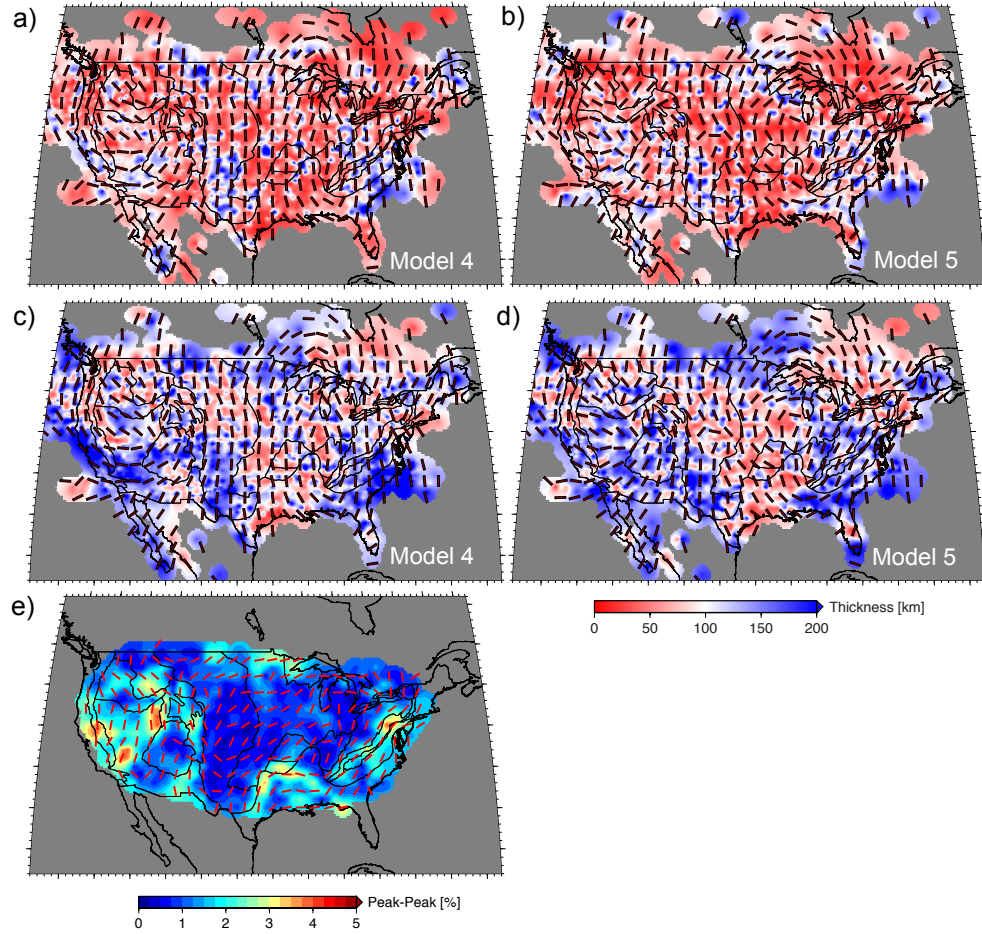 a)
b)
Model 4
Model 5
c)
d)
Model 4
Model 5
e)
Thickness [km]
0 50 100 150 200
Peak-Peak [%]
0 1 2 3 4 5